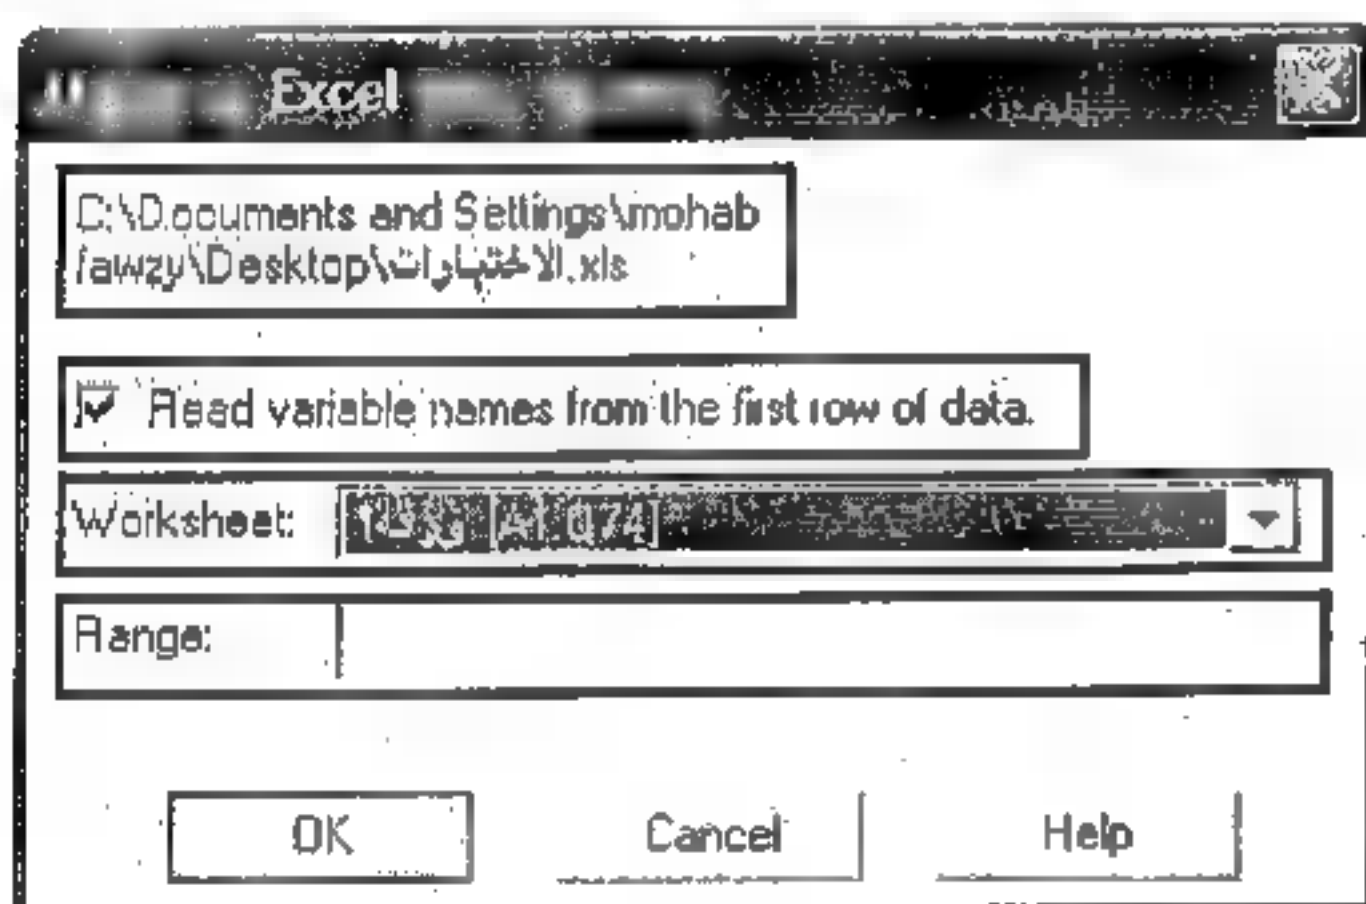 Excel
C:\Documents and Settings\mohab
fawzy\Desktop\الاختبارات.xls
Read variable names from the first row of data.
Worksheet: ورقة1
Range:
OK Cancel Help